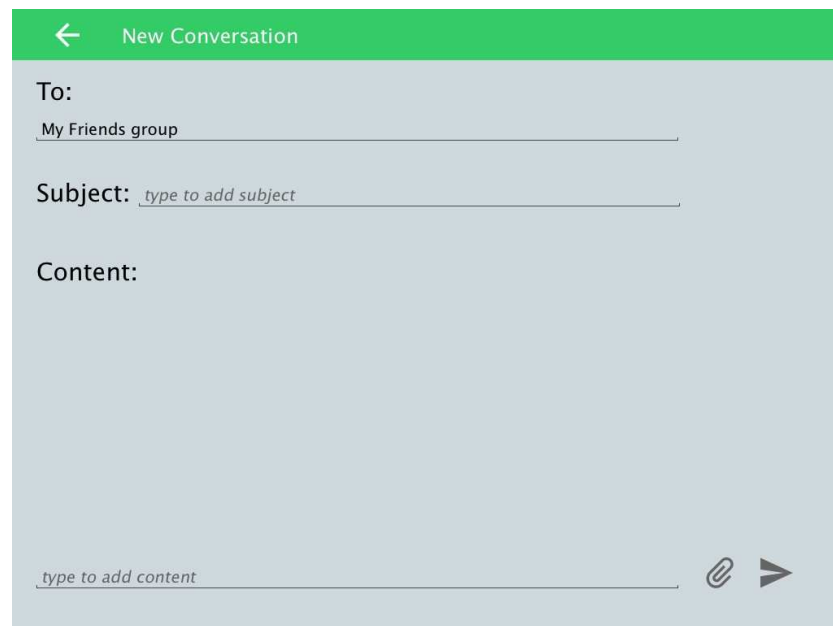 New Conversation
To:
My Friends group
Subject: type to add subject
Content:
type to add content